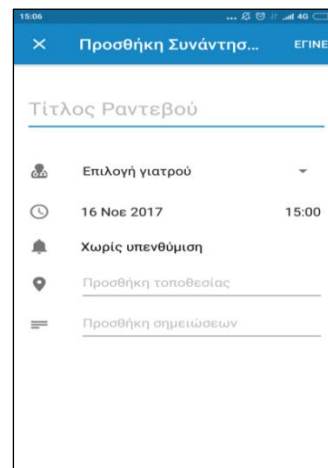 15:06 ... 4G
Προσθήκη Συνάντησ... ΕΓΙΝΕ
Τίτλος Ραντεβού
Επιλογή γιατρού
16 Νοε 2017 15:00
Χωρίς υπενθύμιση
Προσθήκη τοποθεσίας
Προσθήκη σημειώσεων